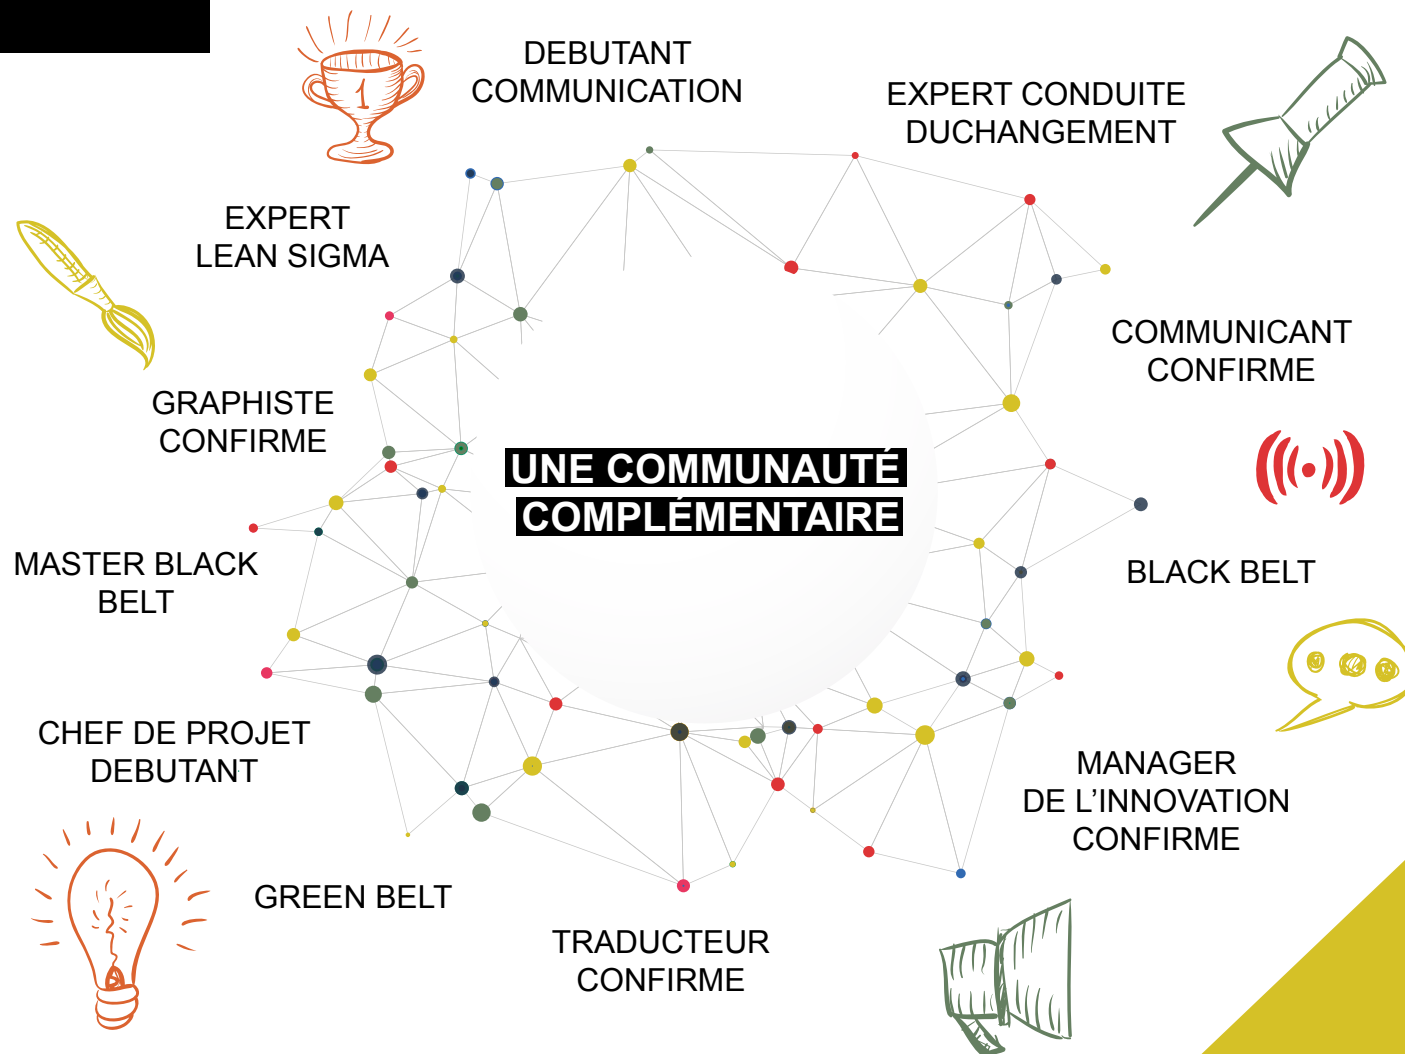 DEBUTANT
COMMUNICATION
EXPERT CONDUITE
DUCHANGEMENT
1
EXPERT
LEAN SIGMA
COMMUNICANT
CONFIRME
GRAPHISTE
CONFIRME
UNE COMMUNAUTÉ
COMPLÉMENTAIRE
MASTER BLACK
BELT
BLACK BELT
CHEF DE PROJET
DEBUTANT
MANAGER
DE L’INNOVATION
CONFIRME
GREEN BELT
TRADUCTEUR
CONFIRME